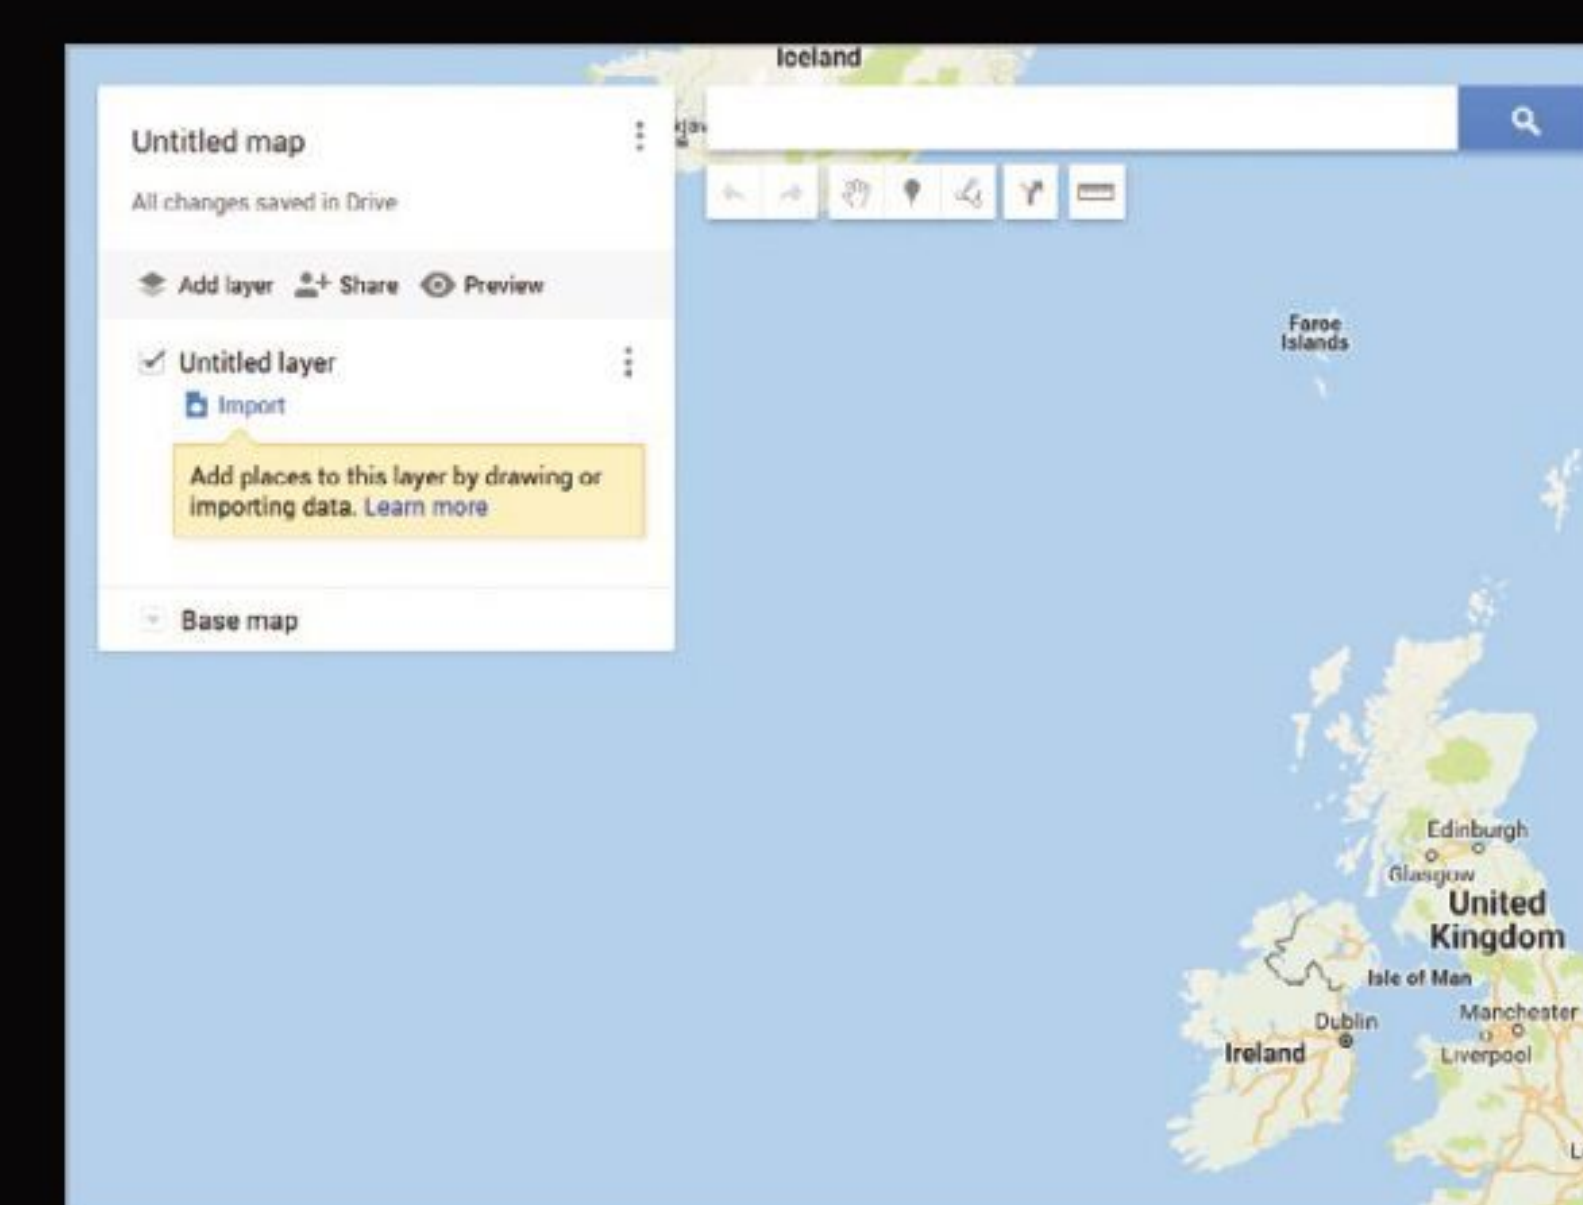 Iceland
Untitled map
All changes saved in Drive
Add layer
Share
Preview
Untitled layer
Import
Add places to this layer by drawing or
importing data. Learn more
Base map
Faroe
Islands
Edinburgh
Glasgow
United
Kingdom
Isle of Man
Manchester
Dublin
Liverpool
Ireland